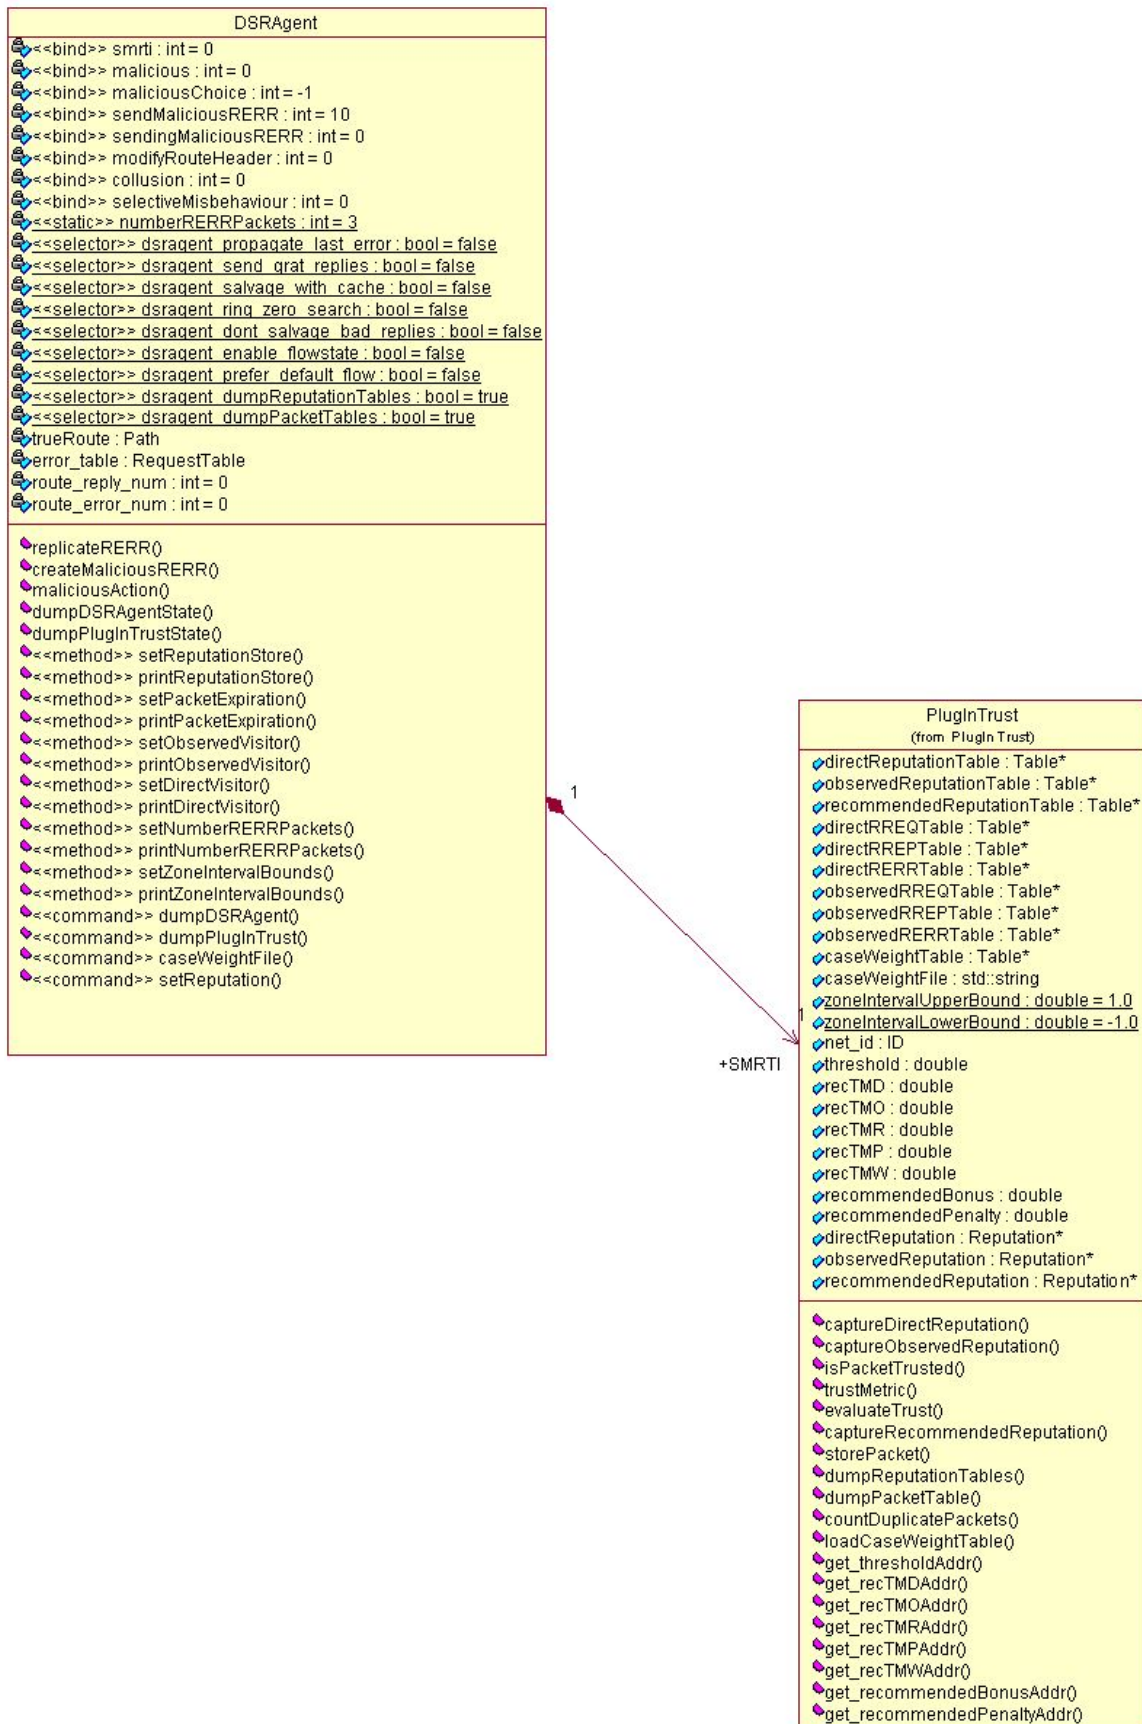 DSRAgent
<<bind>> smrti : int = 0
<<bind>> malicious : int = 0
<<bind>> maliciousChoice : int = -1
<<bind>> sendMaliciousRERR : int = 10
<<bind>> sendingMaliciousRERR : int = 0
<<bind>> modifyRouteHeader : int = 0
<<bind>> collusion : int = 0
<<bind>> selectiveMisbehaviour : int = 0
<<static>> numberRERRPackets : int = 3
<<selector>> dsragent_propagate_last_error : bool = false
<<selector>> dsragent_send_grat_replies : bool = false
<<selector>> dsragent_salvage_with_cache : bool = false
<<selector>> dsragent_ring_zero_search : bool = false
<<selector>> dsragent_dont_salvage_bad_replies : bool = false
<<selector>> dsragent_enable_flowstate : bool = false
<<selector>> dsragent_prefer_default_flow : bool = false
<<selector>> dsragent_dumpReputationTables : bool = true
<<selector>> dsragent_dumpPacketTables : bool = true
trueRoute : Path
error_table : RequestTable
route_reply_num : int = 0
route_error_num : int = 0
replicateRERR()
createMaliciousRERR()
maliciousAction()
dumpDSRAgentState()
dumpPlugInTrustState()
<<method>> setReputationStore()
<<method>> printReputationStore()
<<method>> setPacketExpiration()
<<method>> printPacketExpiration()
<<method>> setObservedVisitor()
<<method>> printObservedVisitor()
<<method>> setDirectVisitor()
<<method>> printDirectVisitor()
<<method>> setNumberRERRPackets()
<<method>> printNumberRERRPackets()
<<method>> setZoneIntervalBounds()
<<method>> printZoneIntervalBounds()
<<command>> dumpDSRAgent()
<<command>> dumpPlugInTrust()
<<command>> caseWeightFile()
<<command>> setReputation()
1
1
+SMRTI
PlugInTrust
(from PlugIn Trust)
directReputationTable : Table*
observedReputationTable : Table*
recommendedReputationTable : Table*
directRREQTable : Table*
directRREPTable : Table*
directRERRTable : Table*
observedRREQTable : Table*
observedRREPTable : Table*
observedRERRTable : Table*
caseWeightTable : Table*
caseWeightFile : std::string
zoneIntervalUpperBound : double = 1.0
zoneIntervalLowerBound : double = -1.0
net_id : ID
threshold : double
recTMD : double
recTMO : double
recTMR : double
recTMP : double
recTMW : double
recommendedBonus : double
recommendedPenalty : double
directReputation : Reputation*
observedReputation : Reputation*
recommendedReputation : Reputation*
captureDirectReputation()
captureObservedReputation()
isPacketTrusted()
trustMetric()
evaluateTrust()
captureRecommendedReputation()
storePacket()
dumpReputationTables()
dumpPacketTable()
countDuplicatePackets()
loadCaseWeightTable()
get_thresholdAddr()
get_recTMDAddr()
get_recTMOAddr()
get_recTMRAddr()
get_recTMPAddr()
get_recTMWAddr()
get_recommendedBonusAddr()
get_recommendedPenaltyAddr()